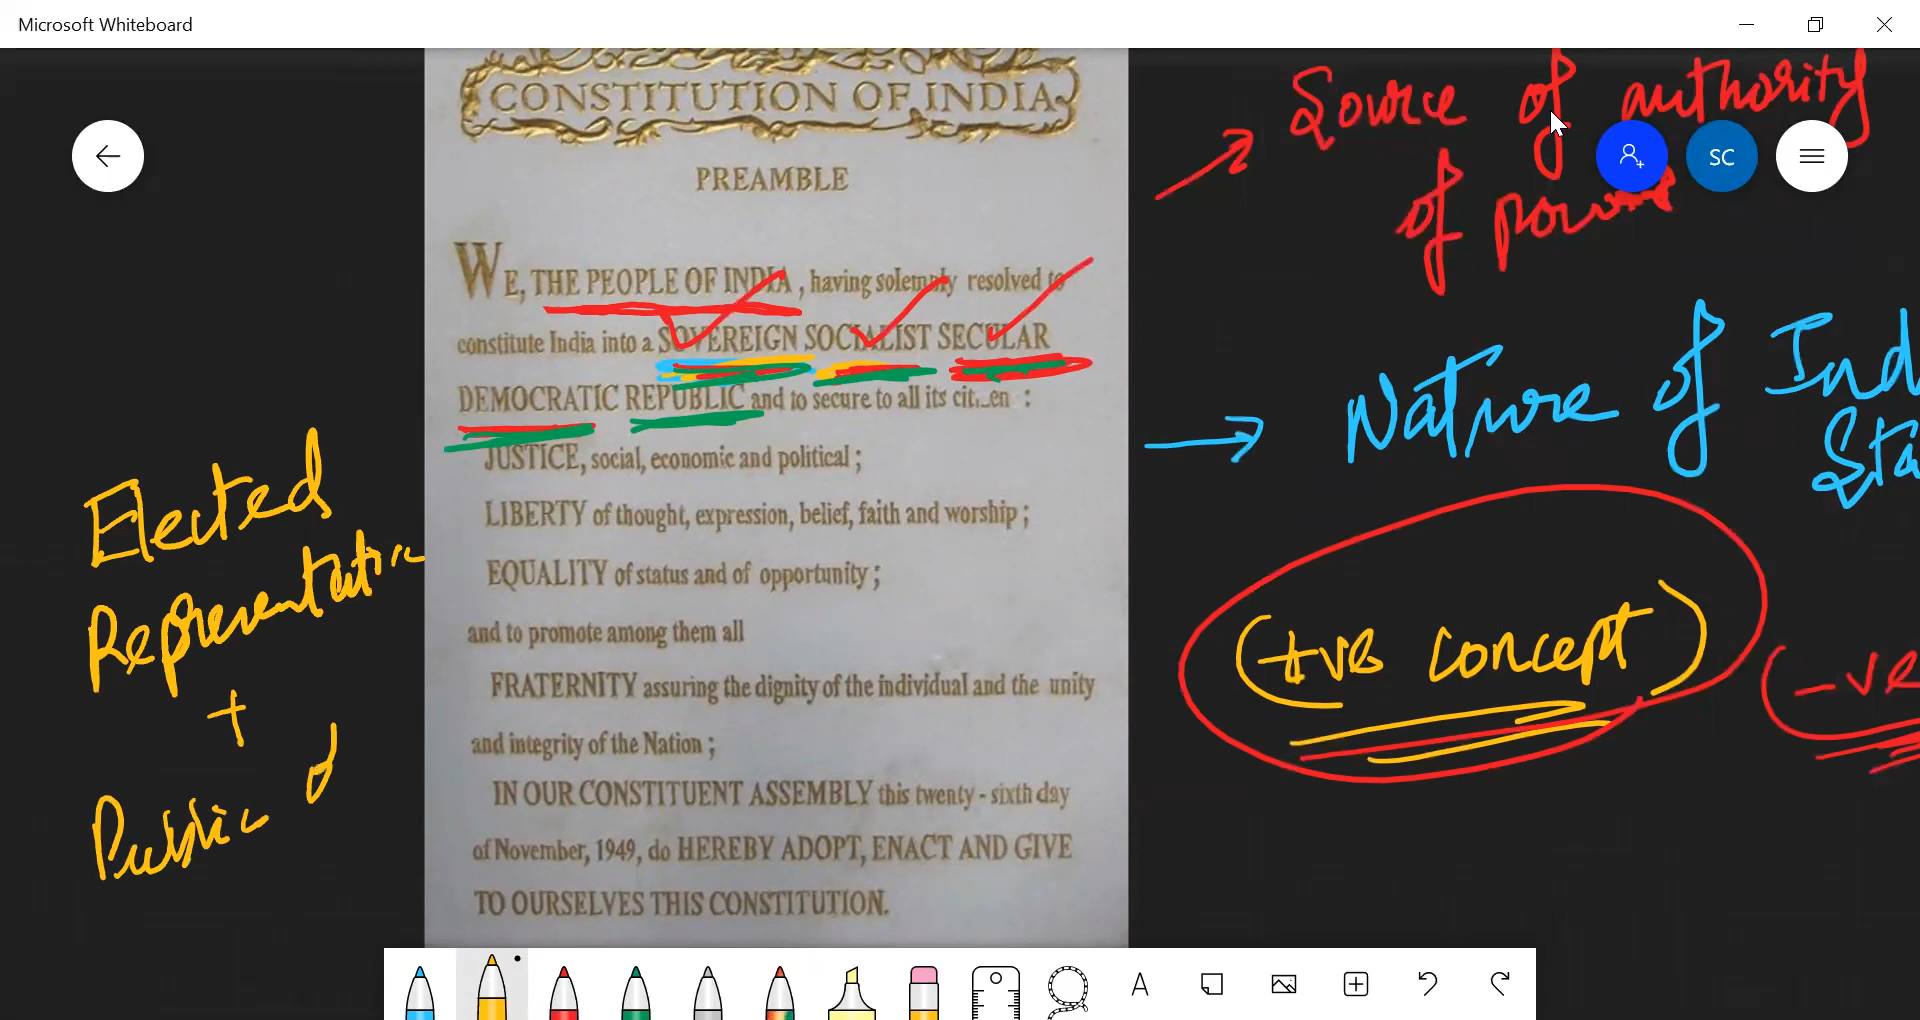 Microsoft Whiteboard
CONSTITUTION OF INDIA
PREAMBLE
WE, THE PEOPLE OF INDIA, having solemnly resolved to
constitute India into a SOVEREIGN SOCIALIST SECULAR
DEMOCRATIC REPUBLIC and to secure to all its citizen :
JUSTICE, social, economic and political ;
LIBERTY of thought, expression, belief, faith and worship ;
EQUALITY of status and of opportunity ;
and to promote among them all
FRATERNITY assuring the dignity of the individual and the unity
and integrity of the Nation ;
IN OUR CONSTITUENT ASSEMBLY this twenty - sixth day
of November, 1949, do HEREBY ADOPT, ENACT AND GIVE
TO OURSELVES THIS CONSTITUTION.
Elected
Representative
+
Public
→ Source of authority
of power
SC
→ Nature of Ind
Sta
(+ve concept)
(-ve
A